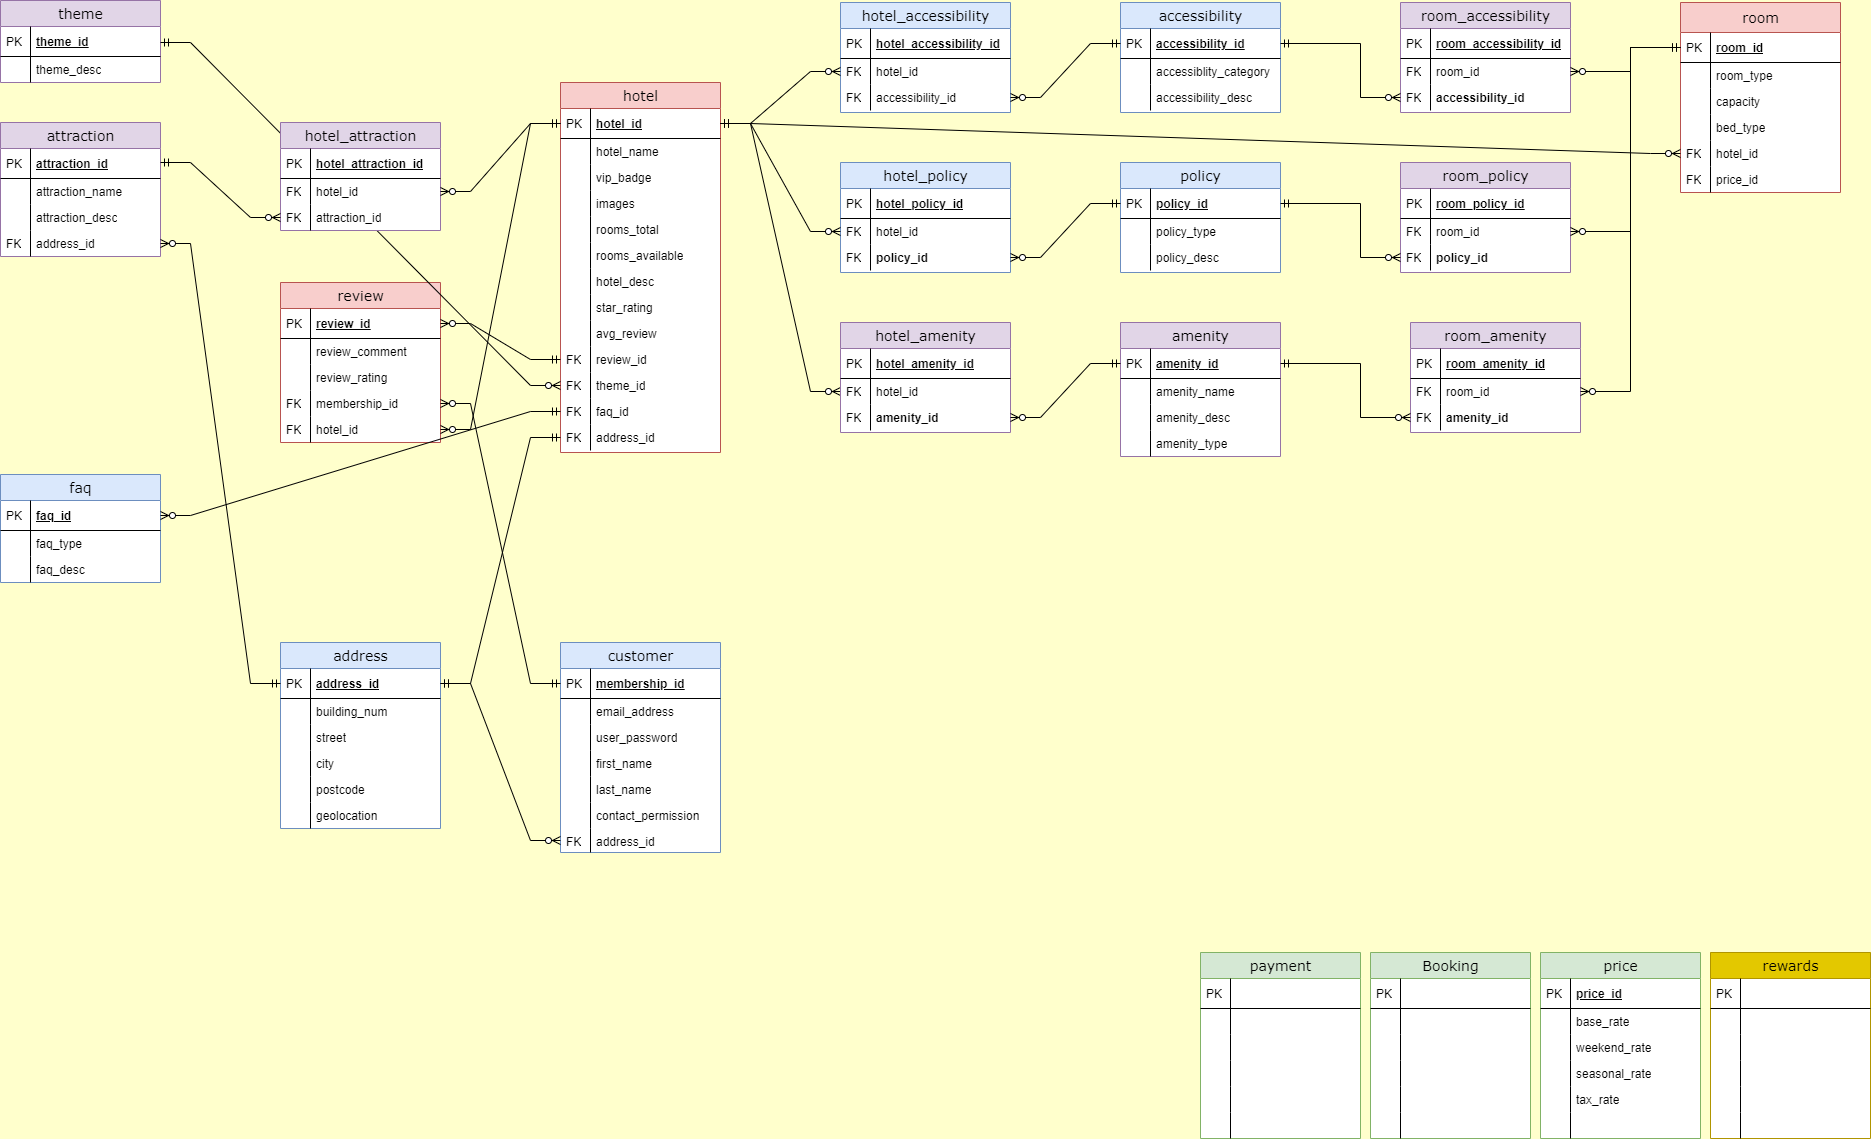 theme
PK theme_id
theme_desc
attraction
PK attraction_id
attraction_name
attraction_desc
FK address_id
hotel_attraction
PK hotel_attraction_id
FK hotel_id
FK attraction_id
review
PK review_id
review_comment
review_rating
FK membership_id
FK hotel_id
faq
PK faq_id
faq_type
faq_desc
address
PK address_id
building_num
street
city
postcode
geolocation
hotel
PK hotel_id
hotel_name
vip_badge
images
rooms_total
rooms_available
hotel_desc
star_rating
avg_review
FK review_id
FK theme_id
FK faq_id
FK address_id
customer
PK membership_id
email_address
user_password
first_name
last_name
contact_permission
FK address_id
hotel_accessibility
PK hotel_accessibility_id
FK hotel_id
FK accessibility_id
accessibility
PK accessibility_id
accessiblity_category
accessibility_desc
room_accessibility
PK room_accessibility_id
FK room_id
FK accessibility_id
room
PK room_id
room_type
capacity
bed_type
FK hotel_id
FK price_id
hotel_policy
PK hotel_policy_id
FK hotel_id
FK policy_id
policy
PK policy_id
policy_type
policy_desc
room_policy
PK room_policy_id
FK room_id
FK policy_id
hotel_amenity
PK hotel_amenity_id
FK hotel_id
FK amenity_id
amenity
PK amenity_id
amenity_name
amenity_desc
amenity_type
room_amenity
PK room_amenity_id
FK room_id
FK amenity_id
payment
PK
Booking
PK
price
PK price_id
base_rate
weekend_rate
seasonal_rate
tax_rate
rewards
PK